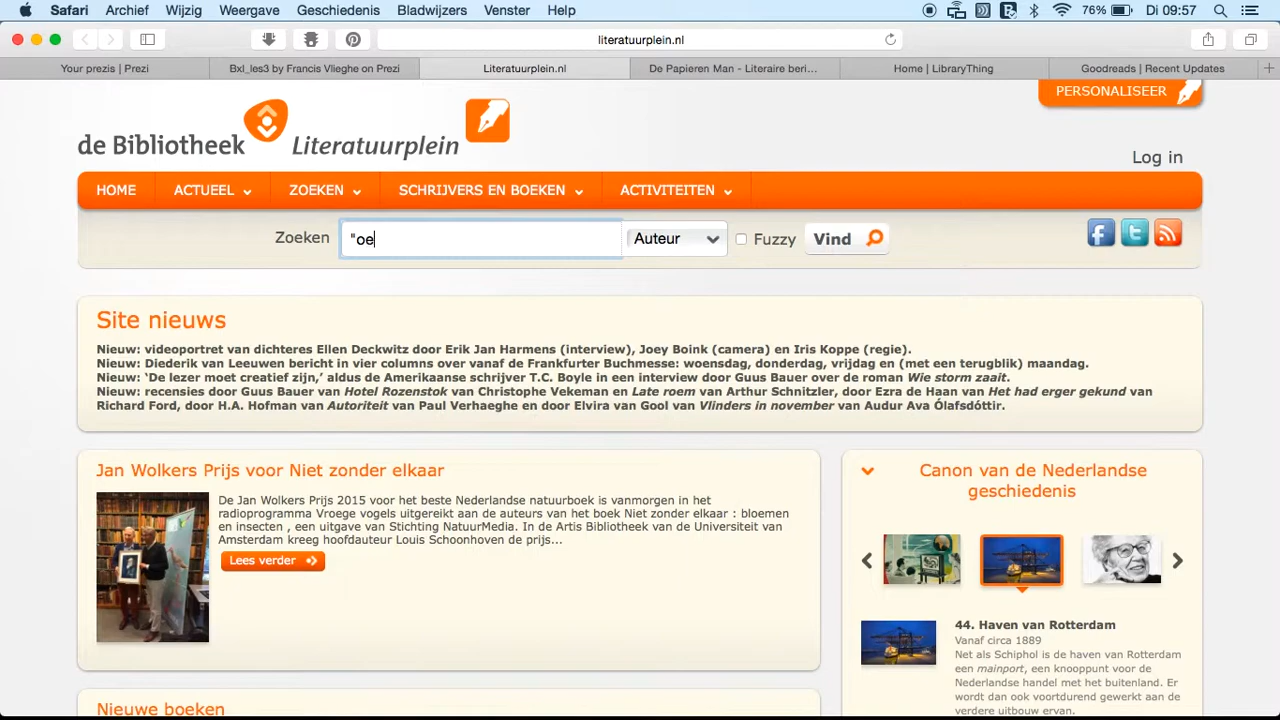 Safari Archief Wijzig Weergave Geschiedenis Bladwijzers Venster Help 76% Di 09:57
literatuurplein.nl
Your prezis | Prezi Bxl_les3 by Francis Vlieghe on Prezi Literatuurplein.nl De Papieren Man - Literaire beri... Home | LibraryThing Goodreads | Recent Updates
PERSONALISEER
de Bibliotheek Literatuurplein
Log in
HOME ACTUEEL ZOEKEN SCHRIJVERS EN BOEKEN ACTIVITEITEN
Zoeken "oe Auteur Fuzzy Vind
Site nieuws
Nieuw: videoportret van dichteres Ellen Deckwitz door Erik Jan Harmens (interview), Joey Boink (camera) en Iris Koppe (regie).
Nieuw: Diederik van Leeuwen bericht in vier columns over vanaf de Frankfurter Buchmesse: woensdag, donderdag, vrijdag en (met een terugblik) maandag.
Nieuw: 'De lezer moet creatief zijn,' aldus de Amerikaanse schrijver T.C. Boyle in een interview door Guus Bauer over de roman Wie storm zaait.
Nieuw: recensies door Guus Bauer van Hotel Rozenstok van Christophe Vekeman en Late roem van Arthur Schnitzler, door Ezra de Haan van Het had erger gekund van
Richard Ford, door H.A. Hofman van Autoriteit van Paul Verhaeghe en door Elvira van Gool van Vlinders in november van Audur Ava Ólafsdóttir.
Jan Wolkers Prijs voor Niet zonder elkaar
De Jan Wolkers Prijs 2015 voor het beste Nederlandse natuurboek is vanmorgen in het
radioprogramma Vroege vogels uitgereikt aan de auteurs van het boek Niet zonder elkaar : bloemen
en insecten , een uitgave van Stichting NatuurMedia. In de Artis Bibliotheek van de Universiteit van
Amsterdam kreeg hoofdauteur Louis Schoonhoven de prijs...
Lees verder
Nieuwe boeken
Canon van de Nederlandse
geschiedenis
44. Haven van Rotterdam
Vanaf circa 1889
Net als Schiphol is de haven van Rotterdam
een mainport, een knooppunt voor de
Nederlandse handel met het buitenland. Er
wordt dan ook voortdurend gewerkt aan de
verdere uitbouw ervan.